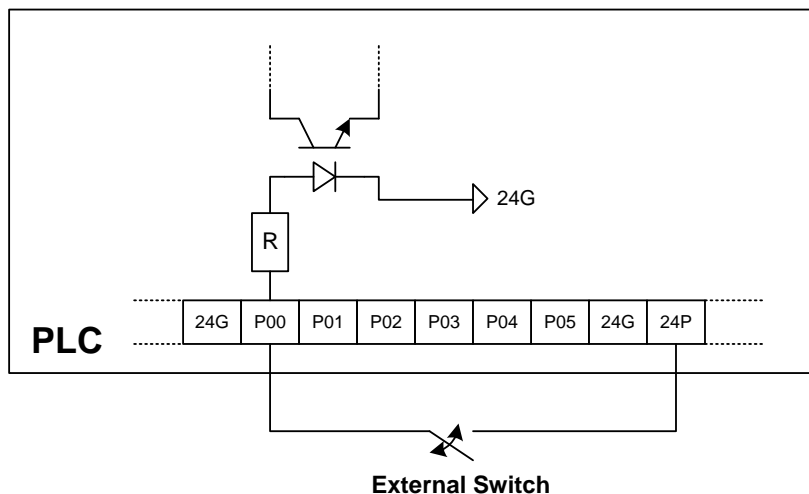 24G
R
24G P00 P01 P02 P03 P04 P05 24G 24P
PLC
External Switch